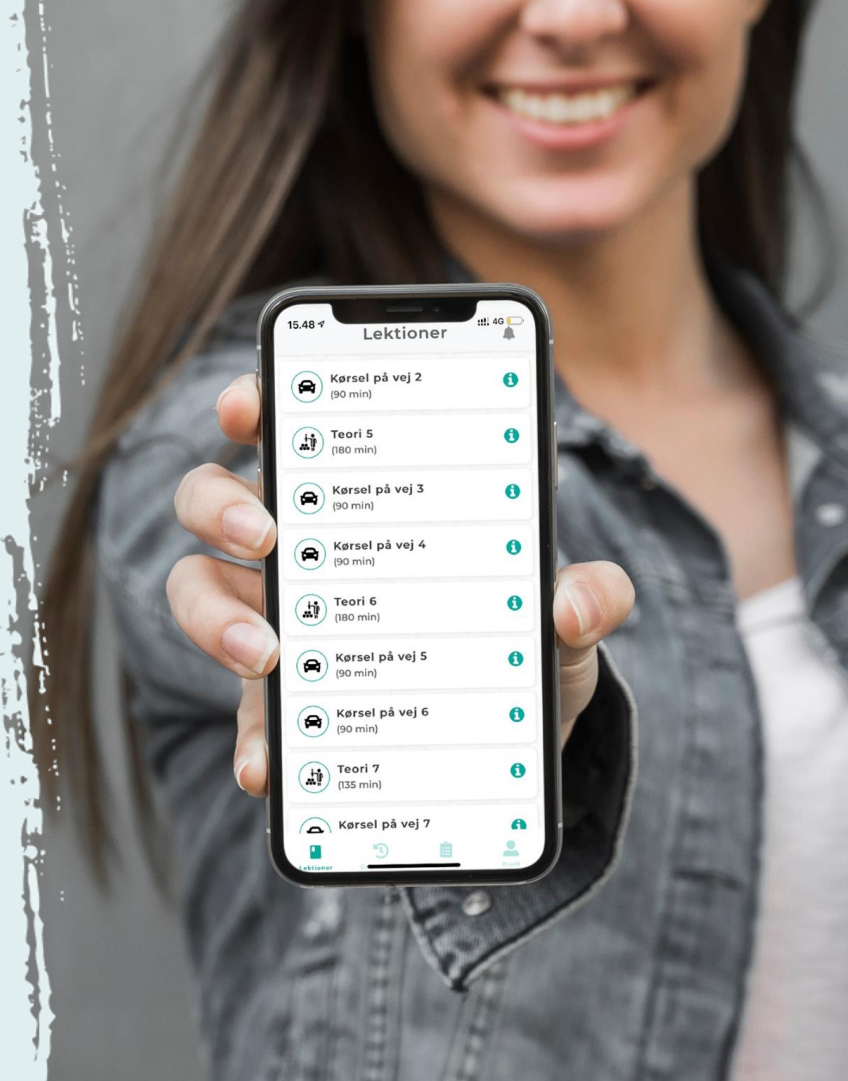 15.48
4G
Lektioner
Kørsel på vej 2
(90 min)
Teori 5
(180 min)
Kørsel på vej 3
(90 min)
Kørsel på vej 4
(90 min)
Teori 6
(180 min)
Kørsel på vej 5
(90 min)
Kørsel på vej 6
(90 min)
Teori 7
(135 min)
Kørsel på vej 7
Lektioner
Profil